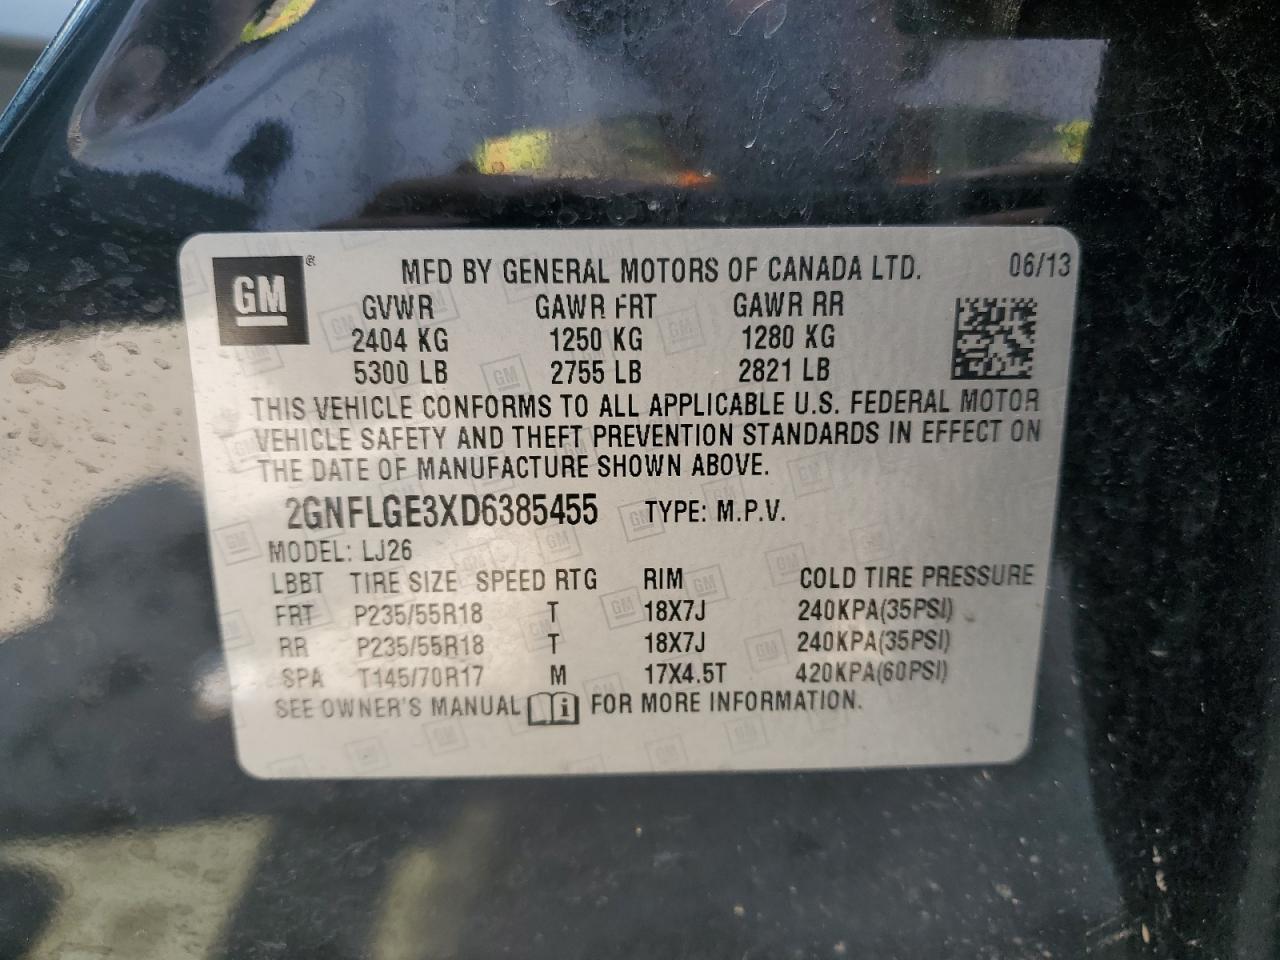 GM ® MFD BY GENERAL MOTORS OF CANADA LTD. 06/13
GVWR GAWR FRT GAWR RR
2404 KG 1250 KG 1280 KG
5300 LB 2755 LB 2821 LB
THIS VEHICLE CONFORMS TO ALL APPLICABLE U.S. FEDERAL MOTOR
VEHICLE SAFETY AND THEFT PREVENTION STANDARDS IN EFFECT ON
THE DATE OF MANUFACTURE SHOWN ABOVE.
2GNFLGE3XD6385455 TYPE: M.P.V.
MODEL: LJ26
LBBT TIRE SIZE SPEED RTG RIM COLD TIRE PRESSURE
FRT P235/55R18 T 18X7J 240KPA(35PSI)
RR P235/55R18 T 18X7J 240KPA(35PSI)
SPA T145/70R17 M 17X4.5T 420KPA(60PSI)
SEE OWNER'S MANUAL i FOR MORE INFORMATION.